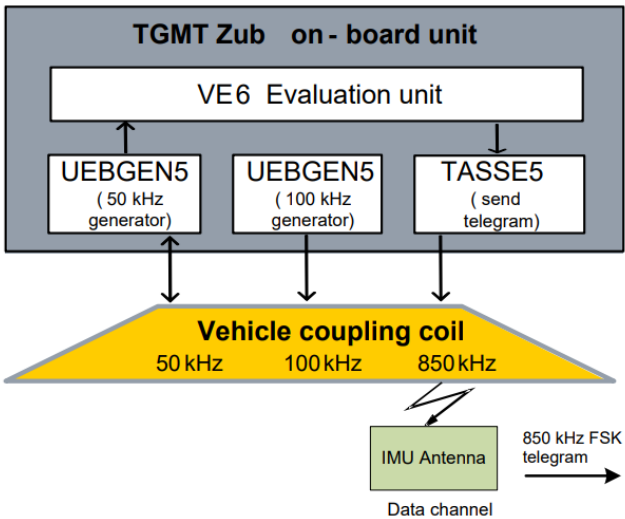 TGMT Zub on - board unit
VE6 Evaluation unit
UEBGEN5
( 50 kHz
generator)
UEBGEN5
( 100 kHz
generator)
TASSE5
( send
telegram)
Vehicle coupling coil
50 kHz 100 kHz 850 kHz
IMU Antenna
850 kHz FSK
telegram
Data channel